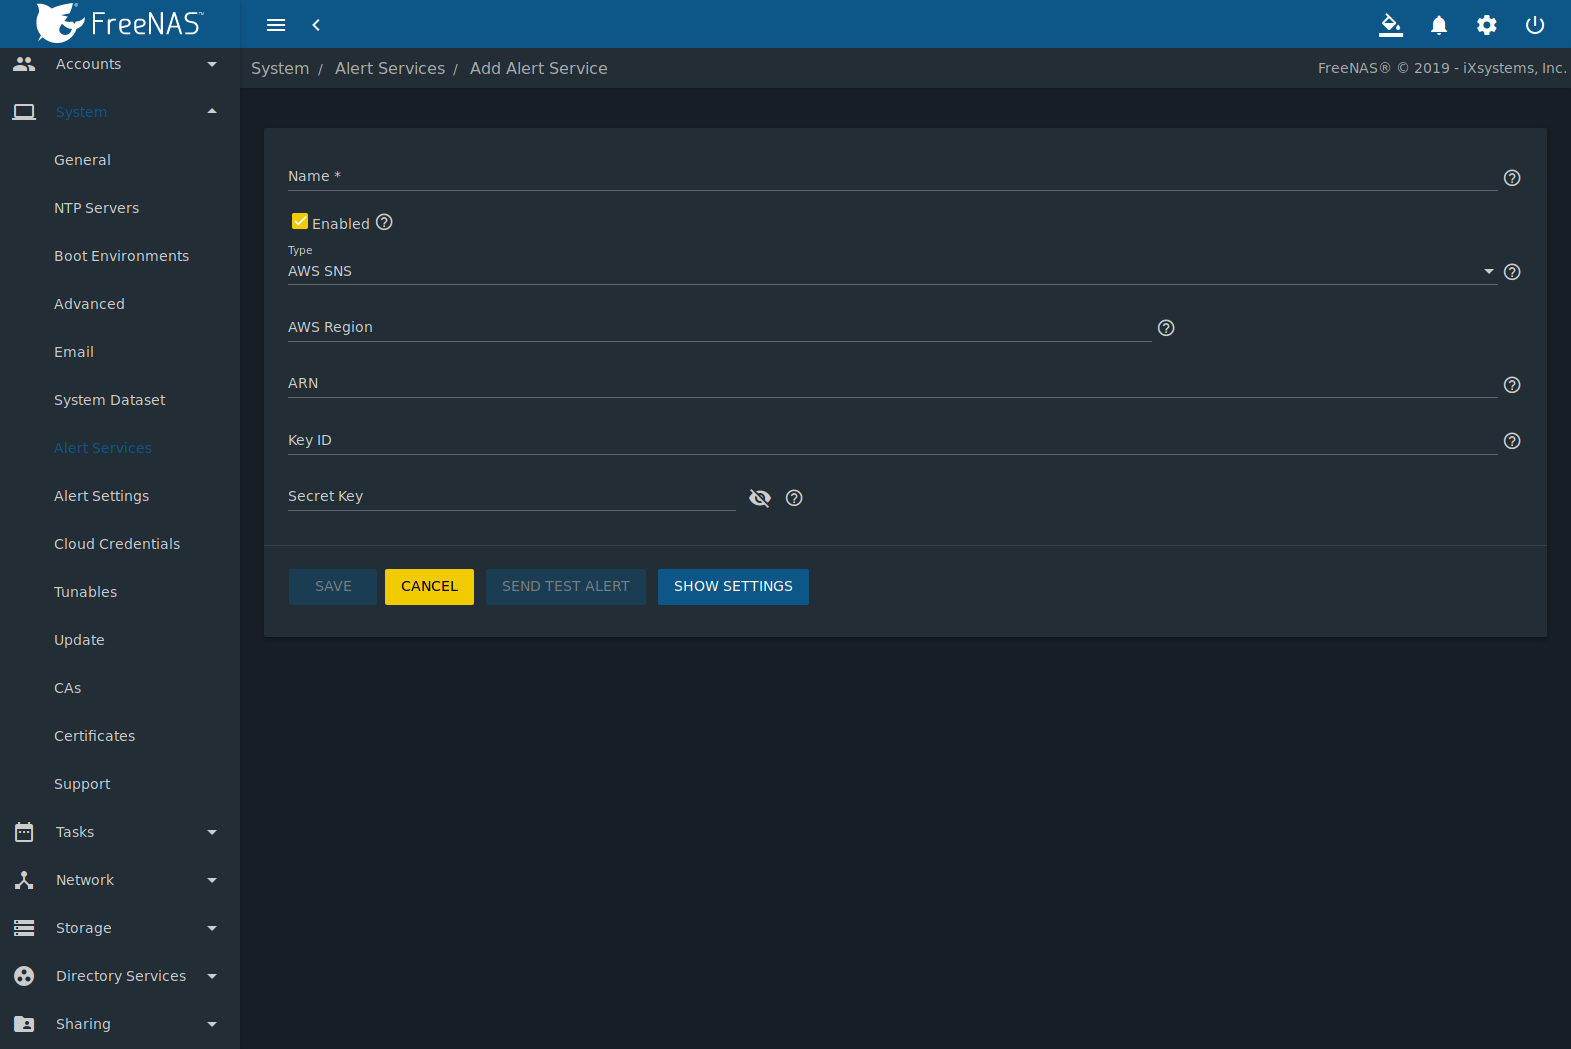 FreeNAS™
System / Alert Services / Add Alert Service
FreeNAS® © 2019 - iXsystems, Inc.
Accounts
System
General
NTP Servers
Boot Environments
Advanced
Email
System Dataset
Alert Services
Alert Settings
Cloud Credentials
Tunables
Update
CAs
Certificates
Support
Tasks
Network
Storage
Directory Services
Sharing
Name *
Enabled
Type
AWS SNS
AWS Region
ARN
Key ID
Secret Key
SAVE CANCEL SEND TEST ALERT SHOW SETTINGS